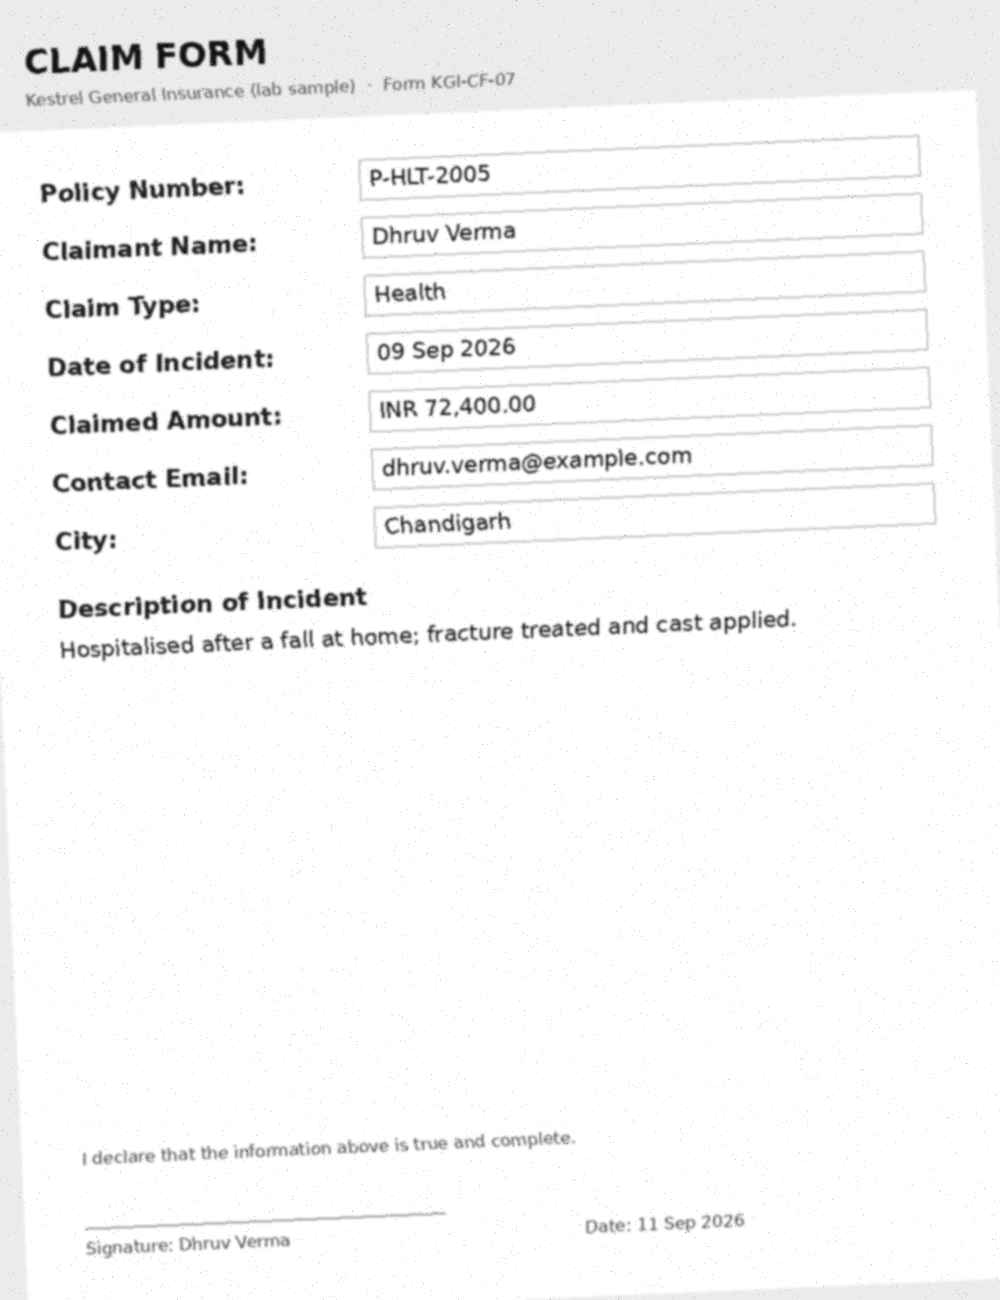 CLAIM FORM
Kestrel General Insurance (lab sample) · Form KGI-CF-07
Policy Number: P-HLT-2005
Claimant Name: Dhruv Verma
Claim Type: Health
Date of Incident: 09 Sep 2026
Claimed Amount: INR 72,400.00
Contact Email: dhruv.verma@example.com
City: Chandigarh
Description of Incident
Hospitalised after a fall at home; fracture treated and cast applied.
I declare that the information above is true and complete.
Signature: Dhruv Verma
Date: 11 Sep 2026